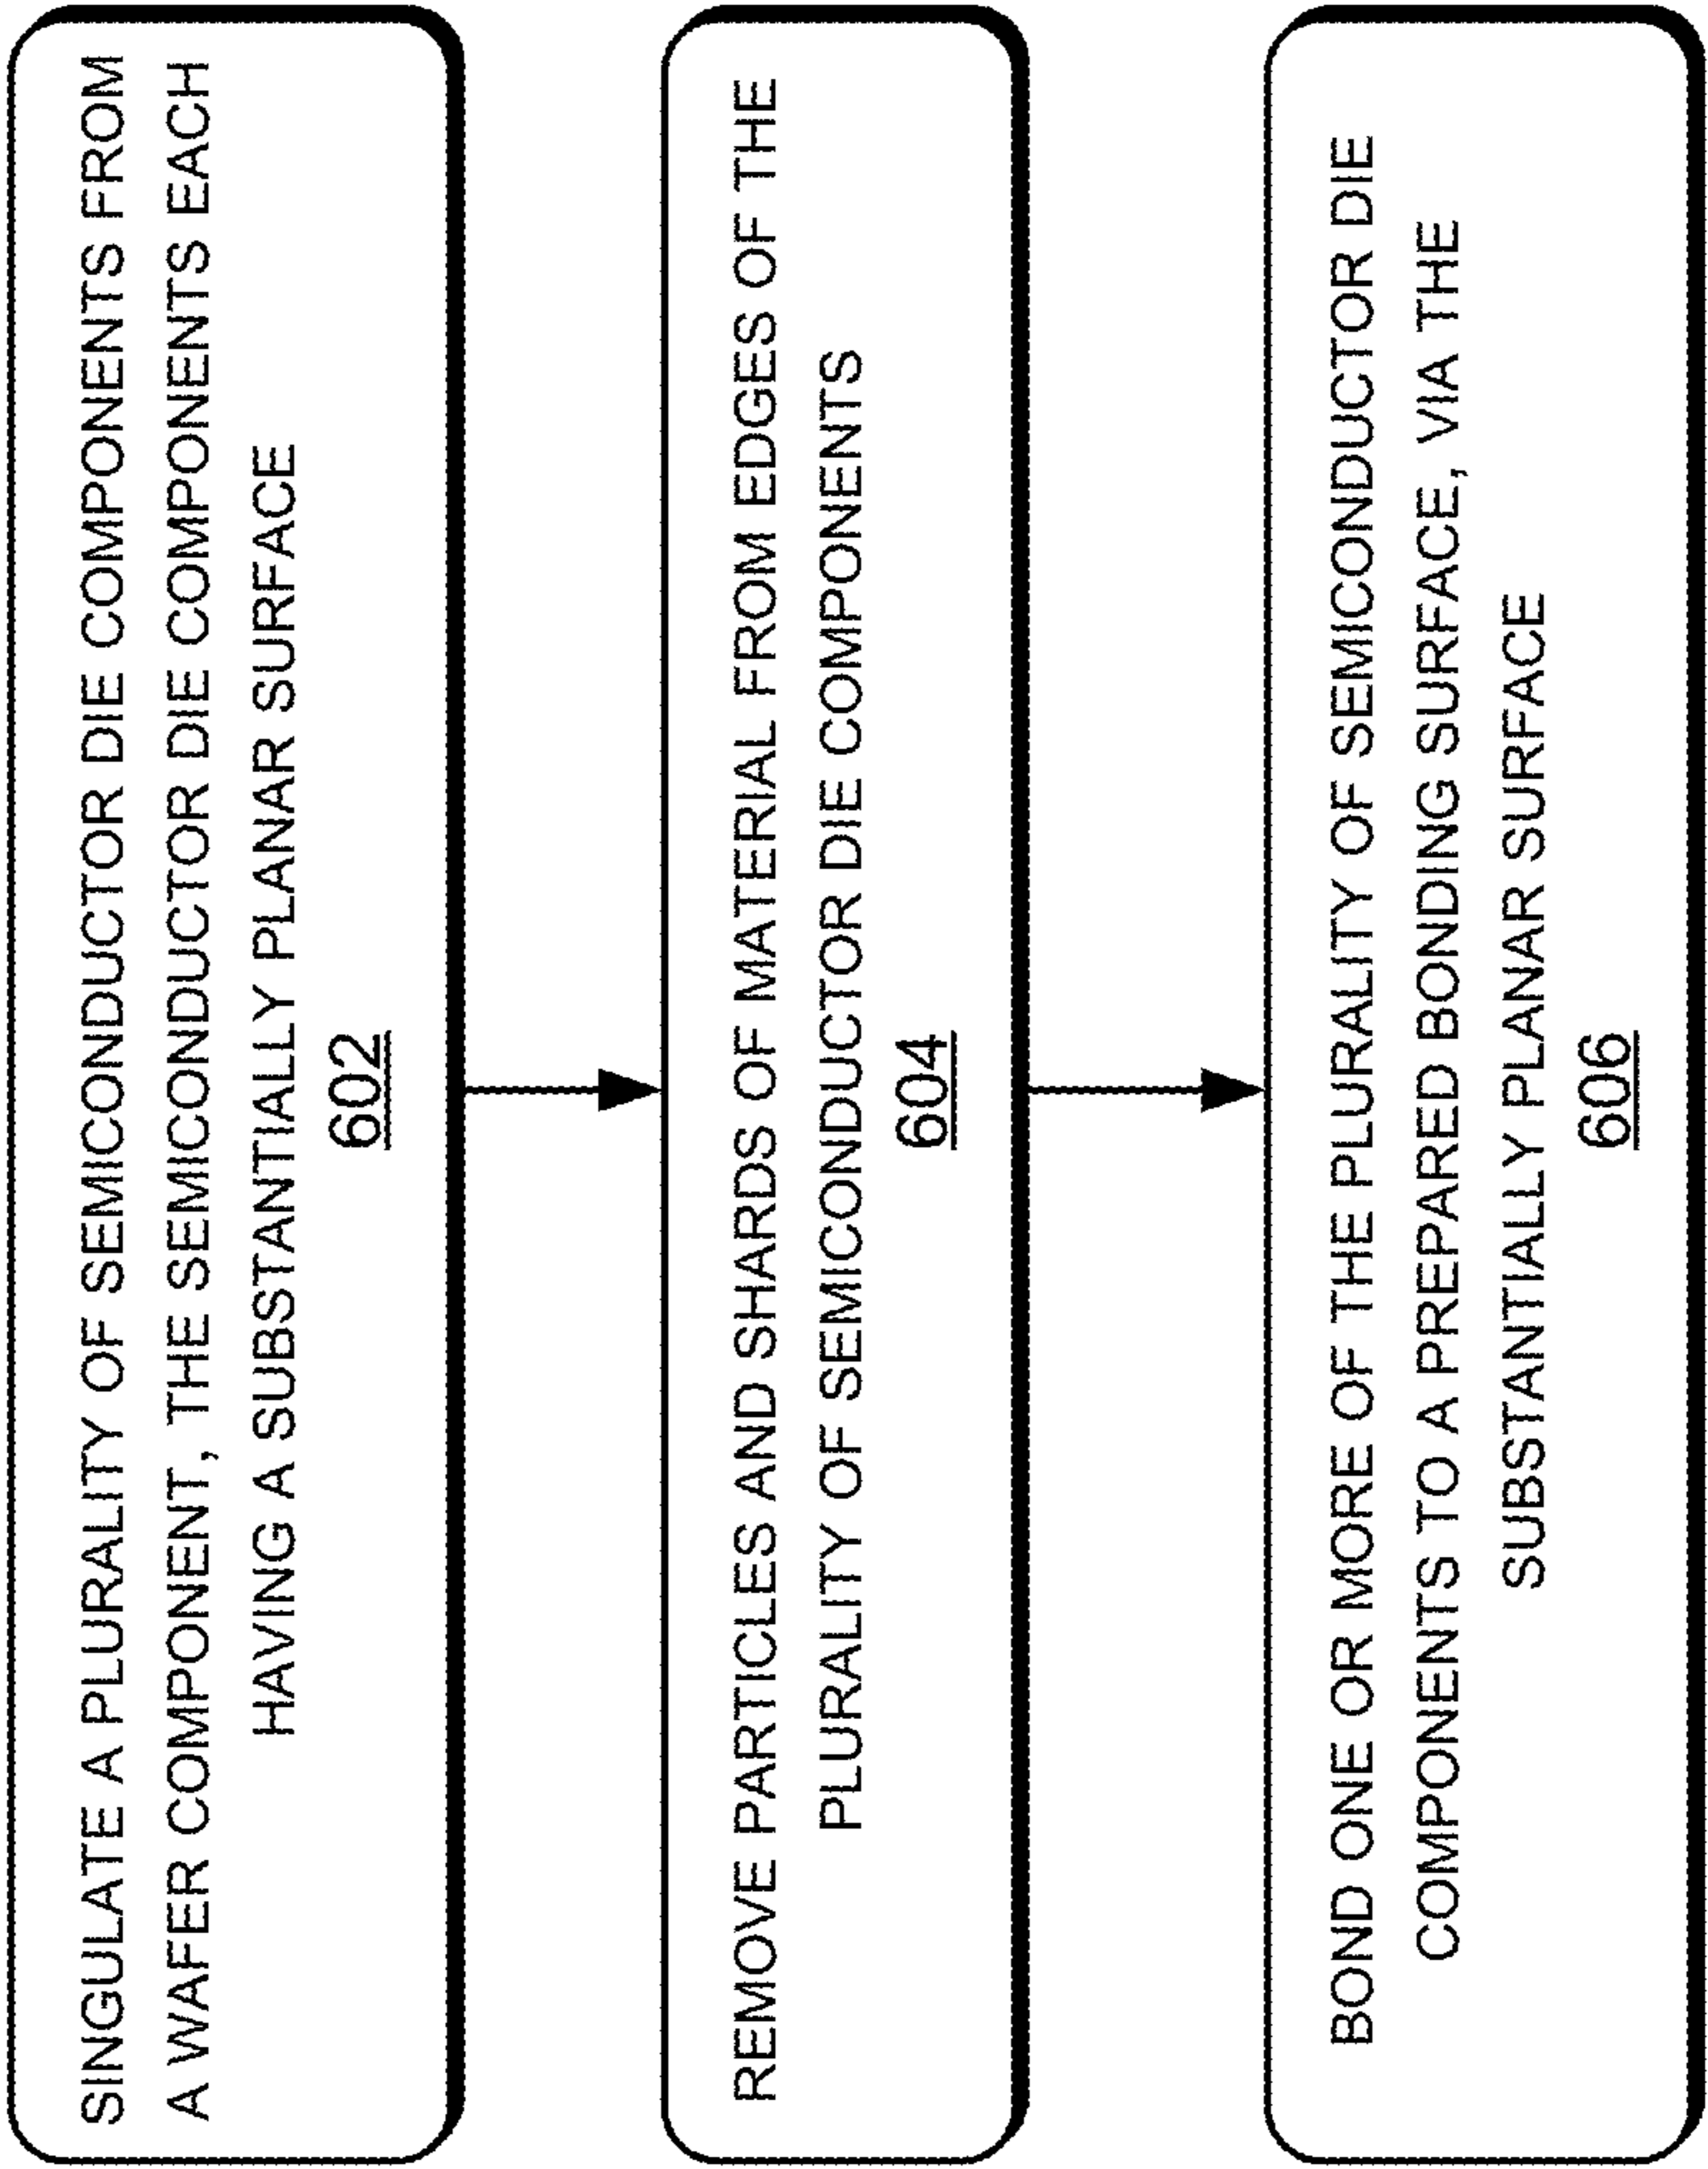 SINGULATE A PLURALITY OF SEMICONDUCTOR DIE COMPONENTS FROM
A WAFER COMPONENT, THE SEMICONDUCTOR DIE COMPONENTS EACH
HAVING A SUBSTANTIALLY PLANAR SURFACE
602
REMOVE PARTICLES AND SHARDS OF MATERIAL FROM EDGES OF THE
PLURALITY OF SEMICONDUCTOR DIE COMPONENTS
604
BOND ONE OR MORE OF THE PLURALITY OF SEMICONDUCTOR DIE
COMPONENTS TO A PREPARED BONDING SURFACE, VIA THE
SUBSTANTIALLY PLANAR SURFACE
606